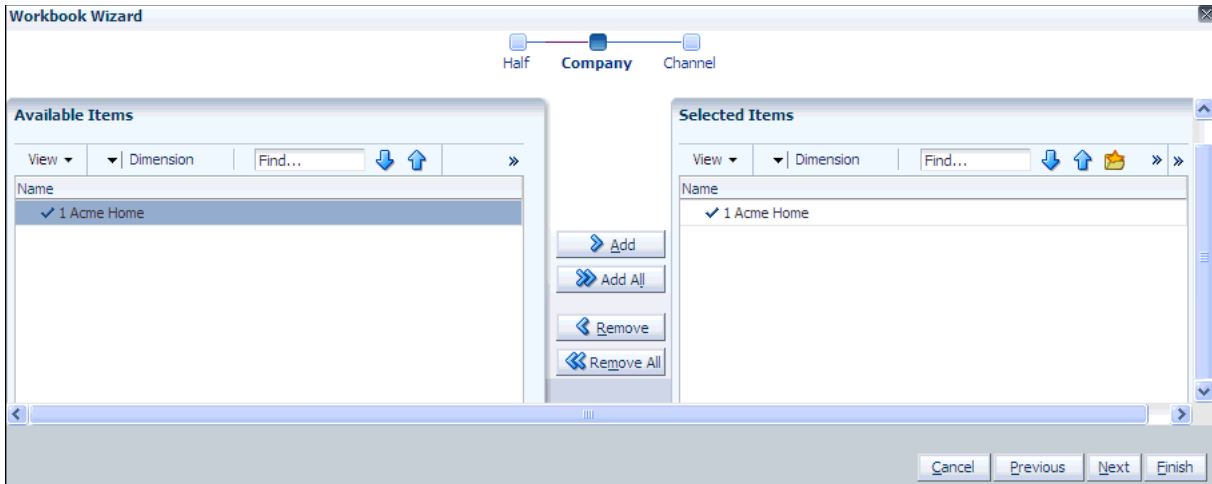 Workbook Wizard
Half Company Channel
Available Items
View Dimension Find...
Name
1 Acme Home
Add
Add All
Remove
Remove All
Selected Items
View Dimension Find...
Name
1 Acme Home
Cancel Previous Next Finish